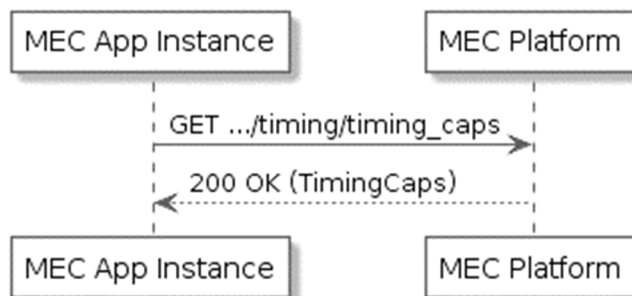 MEC App Instance
MEC Platform
GET .../timing/timing_caps
200 OK (TimingCaps)
MEC App Instance
MEC Platform